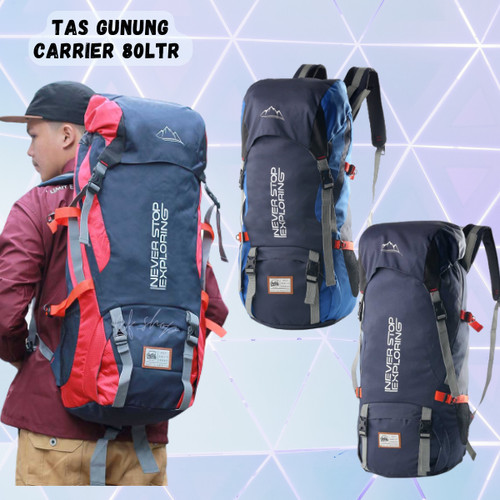 TAS GUNUNG
CARRIER 80LTR
NEVER STOP
EXPLORING
NEVER STOP
EXPLORING
NEVER STOP
EXPLORING